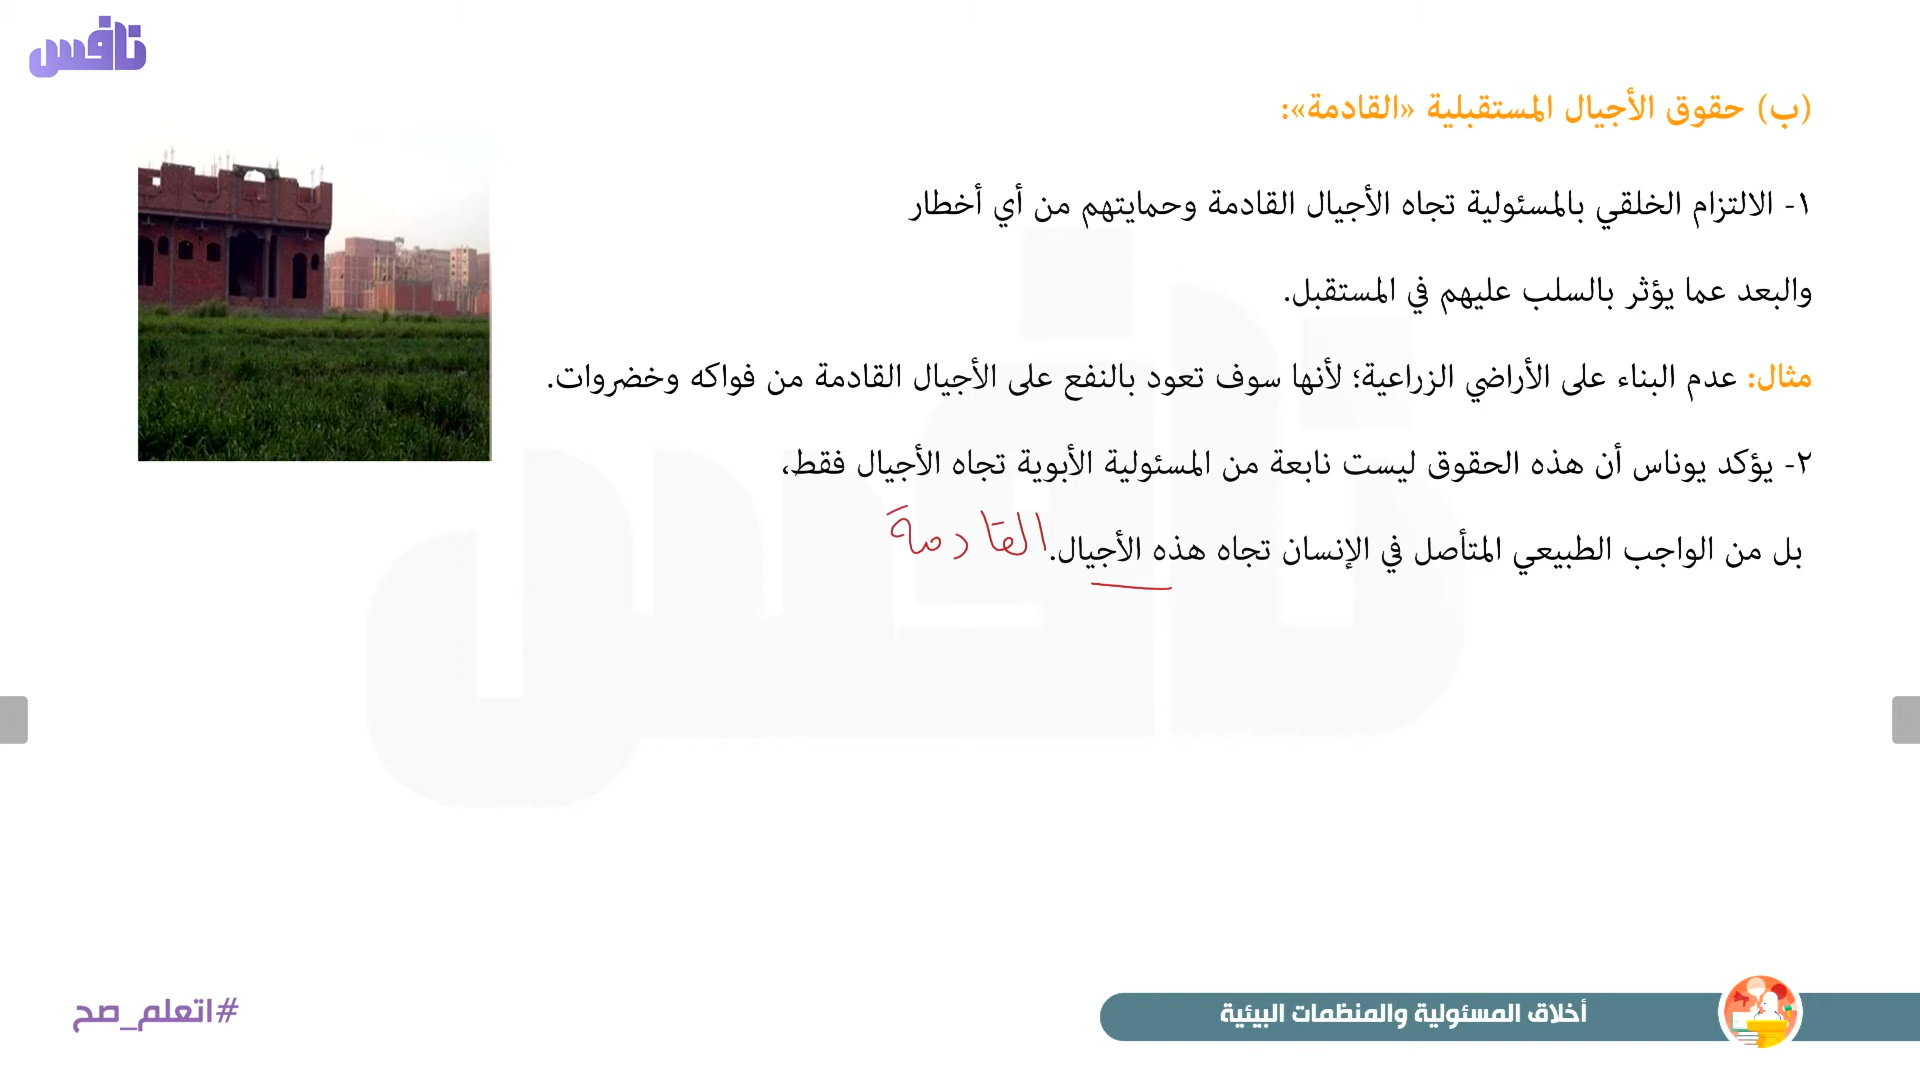 نافس
(ب) حقوق الأجيال المستقبلية «القادمة»:
١- الالتزام الخلقي بالمسئولية تجاه الأجيال القادمة وحمايتهم من أي أخطار
والبعد عما يؤثر بالسلب عليهم في المستقبل.
مثال: عدم البناء على الأراضي الزراعية؛ لأنها سوف تعود بالنفع على الأجيال القادمة من فواكه وخضروات.
٢- يؤكد يوناس أن هذه الحقوق ليست نابعة من المسئولية الأبوية تجاه الأجيال فقط،
بل من الواجب الطبيعي المتأصل في الإنسان تجاه هذه الأجيال. القادمة
أخلاق المسئولية والمنظمات البيئية
#اتعلم_صح